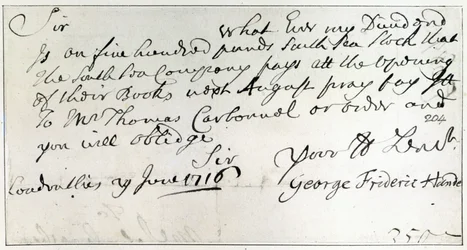 Sir What Ever my Dividend
Is on five hundred pounds South Sea Stock that
The South Sea Company pays att the opening
of their Books next August pray pay itt
To Mr Thomas Carbonnel or order and
204
you will oblidge
Sir Your
London this 29 June 1716
George Frideric Handel